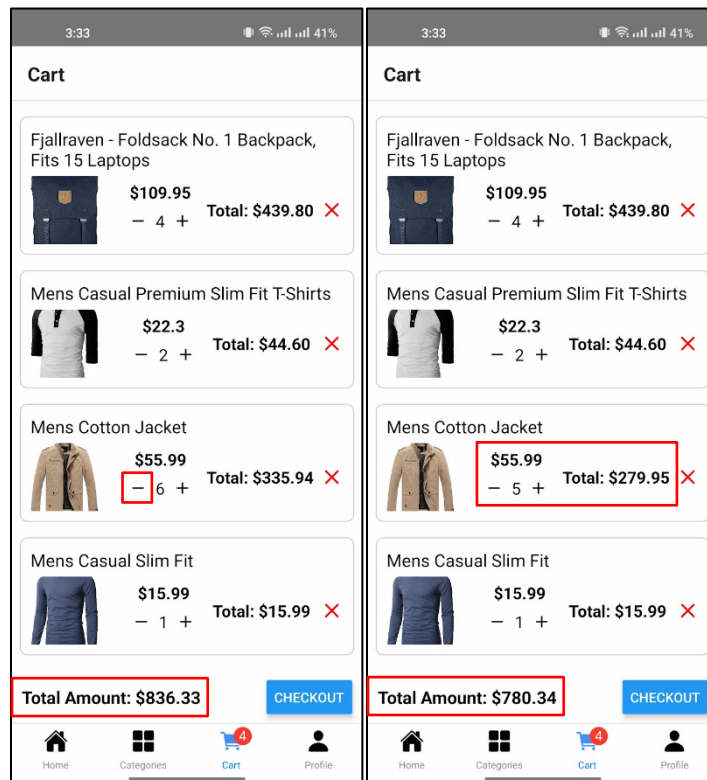 3:33
41%
Cart
Fjallraven - Foldsack No. 1 Backpack,
Fits 15 Laptops
$109.95
− 4 +
Total: $439.80
Mens Casual Premium Slim Fit T-Shirts
$22.3
− 2 +
Total: $44.60
Mens Cotton Jacket
$55.99
− 6 +
Total: $335.94
Mens Casual Slim Fit
$15.99
− 1 +
Total: $15.99
Total Amount: $836.33
CHECKOUT
4
Home
Categories
Cart
Profile
3:33
41%
Cart
Fjallraven - Foldsack No. 1 Backpack,
Fits 15 Laptops
$109.95
− 4 +
Total: $439.80
Mens Casual Premium Slim Fit T-Shirts
$22.3
− 2 +
Total: $44.60
Mens Cotton Jacket
$55.99
− 5 +
Total: $279.95
Mens Casual Slim Fit
$15.99
− 1 +
Total: $15.99
Total Amount: $780.34
CHECKOUT
4
Home
Categories
Cart
Profile